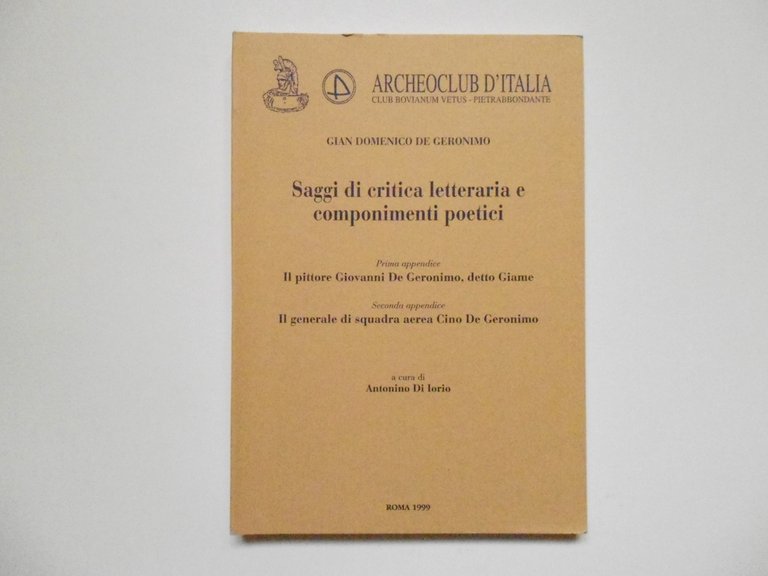 ARCHEOCLUB D'ITALIA
CLUB BOVIANUM VETUS - PIETRABBONDANTE
GIAN DOMENICO DE GERONIMO
Saggi di critica letteraria e
componimenti poetici
Prima appendice
Il pittore Giovanni De Geronimo, detto Giame
Seconda appendice
Il generale di squadra aerea Cino De Geronimo
a cura di
Antonino Di Iorio
ROMA 1999